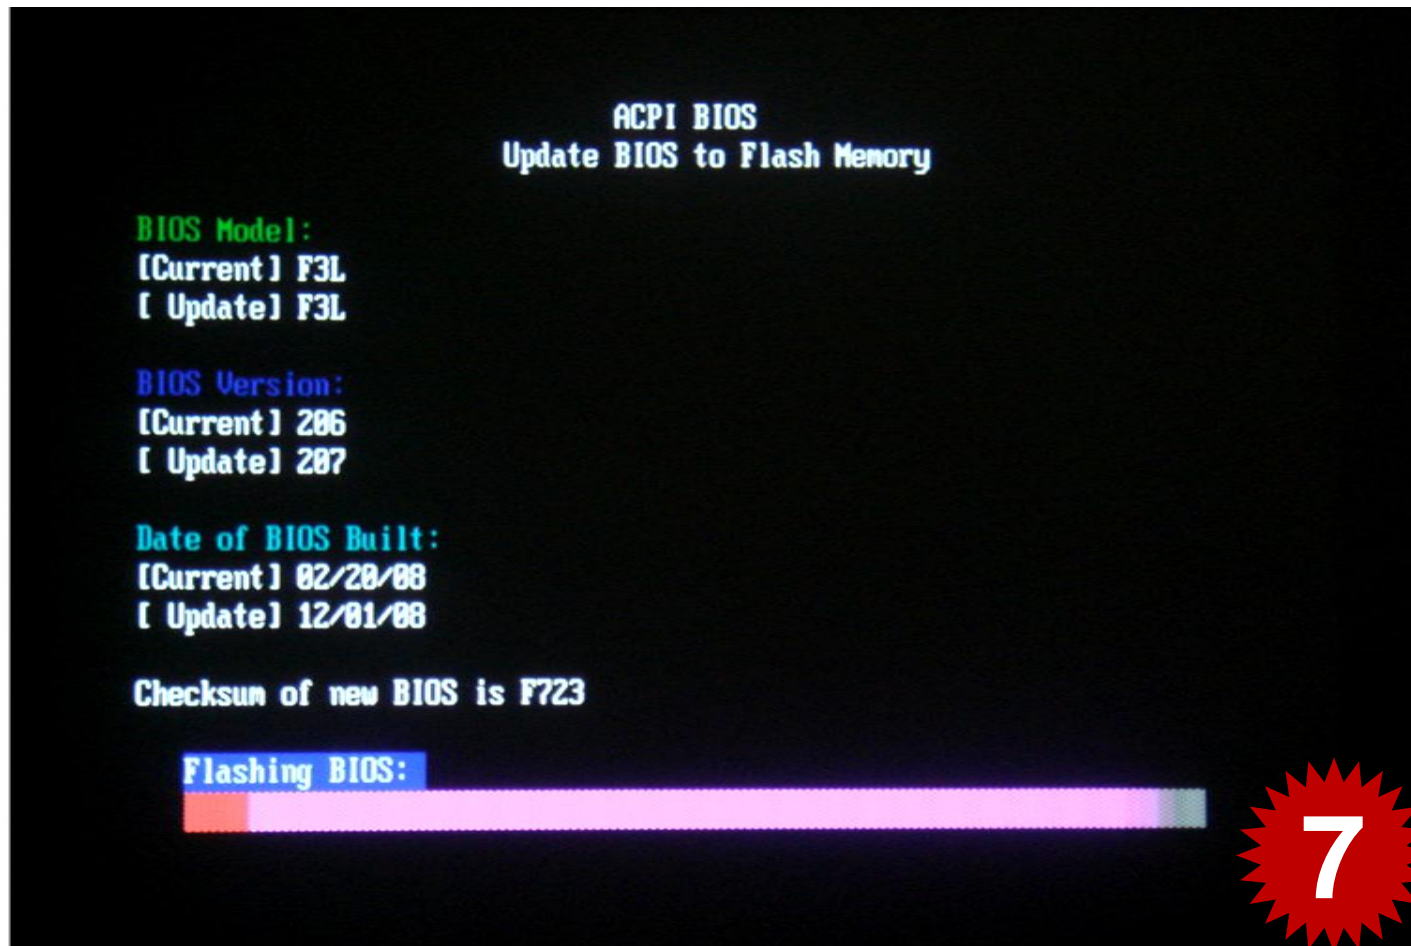 ACPI BIOS
Update BIOS to Flash Memory
BIOS Model:
[Current] F3L
[ Update] F3L
BIOS Version:
[Current] 206
[ Update] 207
Date of BIOS Built:
[Current] 02/20/08
[ Update] 12/01/08
Checksum of new BIOS is F723
Flashing BIOS:
7